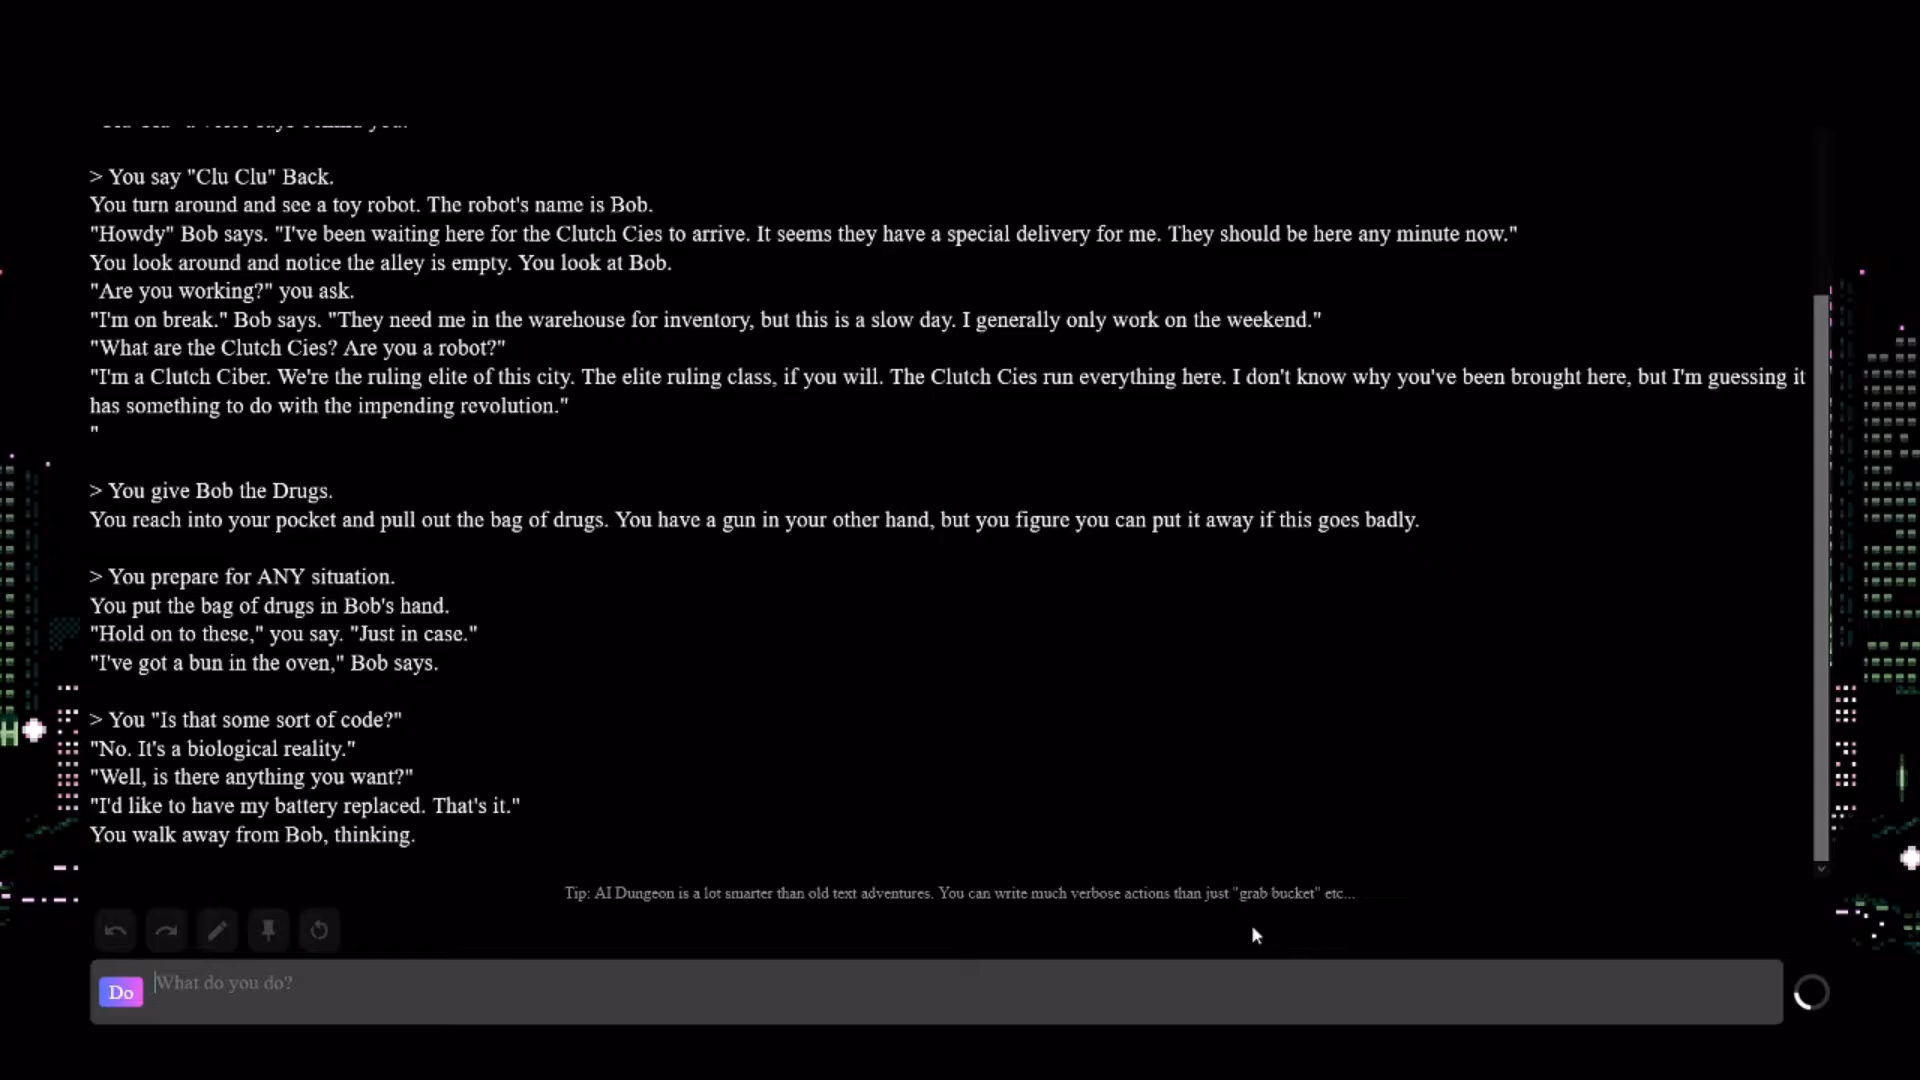 > You say "Clu Clu" Back.
You turn around and see a toy robot. The robot's name is Bob.
"Howdy" Bob says. "I've been waiting here for the Clutch Cies to arrive. It seems they have a special delivery for me. They should be here any minute now."
You look around and notice the alley is empty. You look at Bob.
"Are you working?" you ask.
"I'm on break." Bob says. "They need me in the warehouse for inventory, but this is a slow day. I generally only work on the weekend."
"What are the Clutch Cies? Are you a robot?"
"I'm a Clutch Ciber. We're the ruling elite of this city. The elite ruling class, if you will. The Clutch Cies run everything here. I don't know why you've been brought here, but I'm guessing it
has something to do with the impending revolution."
"
> You give Bob the Drugs.
You reach into your pocket and pull out the bag of drugs. You have a gun in your other hand, but you figure you can put it away if this goes badly.
> You prepare for ANY situation.
You put the bag of drugs in Bob's hand.
"Hold on to these," you say. "Just in case."
"I've got a bun in the oven," Bob says.
> You "Is that some sort of code?"
"No. It's a biological reality."
"Well, is there anything you want?"
"I'd like to have my battery replaced. That's it."
You walk away from Bob, thinking.
Tip: AI Dungeon is a lot smarter than old text adventures. You can write much verbose actions than just "grab bucket" etc...
Do What do you do?